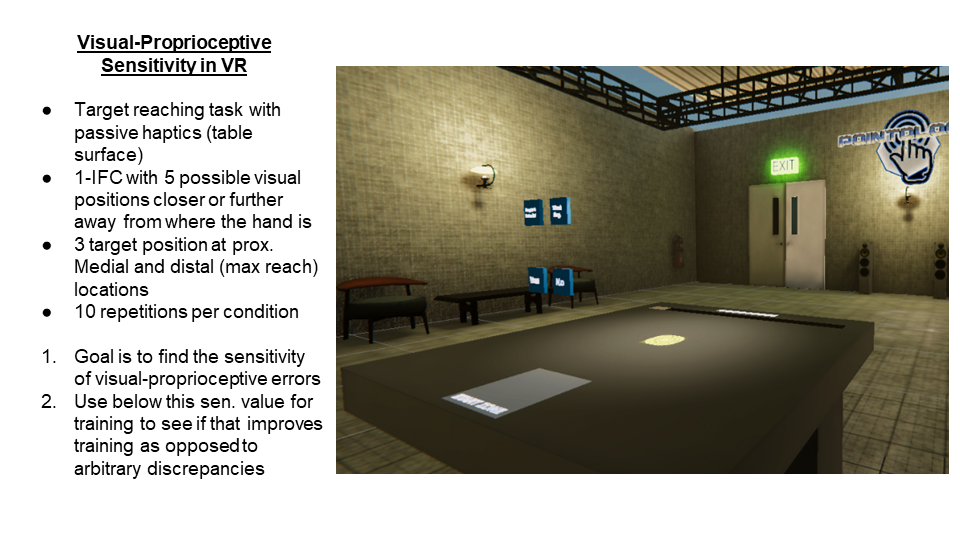 Visual-Proprioceptive
Sensitivity in VR
● Target reaching task with
passive haptics (table
surface)
● 1-IFC with 5 possible visual
positions closer or further
away from where the hand is
● 3 target position at prox.
Medial and distal (max reach)
locations
● 10 repetitions per condition
1. Goal is to find the sensitivity
of visual-proprioceptive errors
2. Use below this sen. value for
training to see if that improves
training as opposed to
arbitrary discrepancies
EXIT
Yes
No